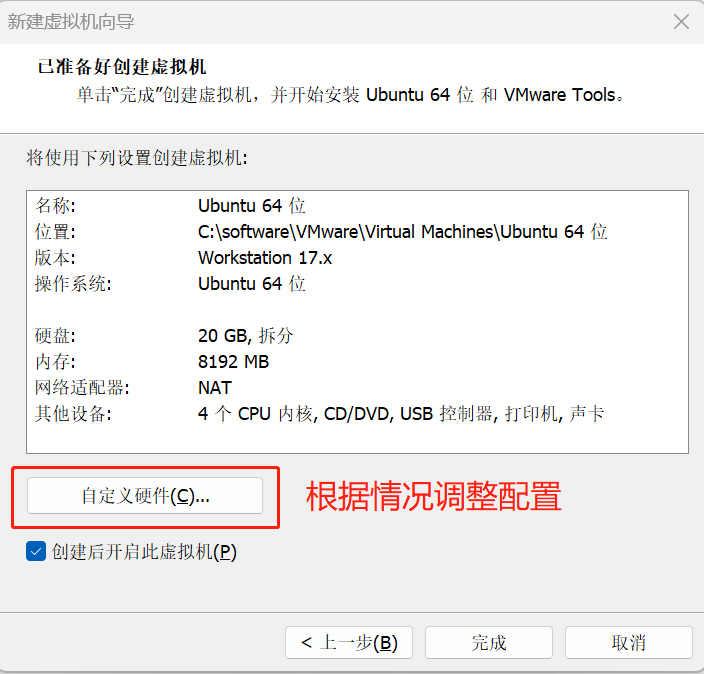 新建虚拟机向导
已准备好创建虚拟机
单击“完成”创建虚拟机，并开始安装 Ubuntu 64 位 和 VMware Tools。
将使用下列设置创建虚拟机:
名称: Ubuntu 64 位
位置: C:\software\VMware\Virtual Machines\Ubuntu 64 位
版本: Workstation 17.x
操作系统: Ubuntu 64 位
硬盘: 20 GB, 拆分
内存: 8192 MB
网络适配器: NAT
其他设备: 4 个 CPU 内核, CD/DVD, USB 控制器, 打印机, 声卡
自定义硬件(C)... 根据情况调整配置
创建后开启此虚拟机(P)
< 上一步(B) 完成 取消